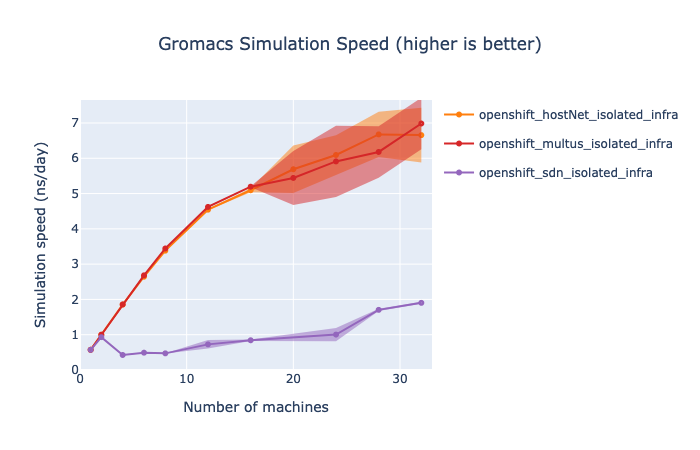 Gromacs Simulation Speed (higher is better)
openshift_hostNet_isolated_infra
openshift_multus_isolated_infra
openshift_sdn_isolated_infra
Simulation speed (ns/day)
7
6
5
4
3
2
1
0
0 10 20 30
Number of machines